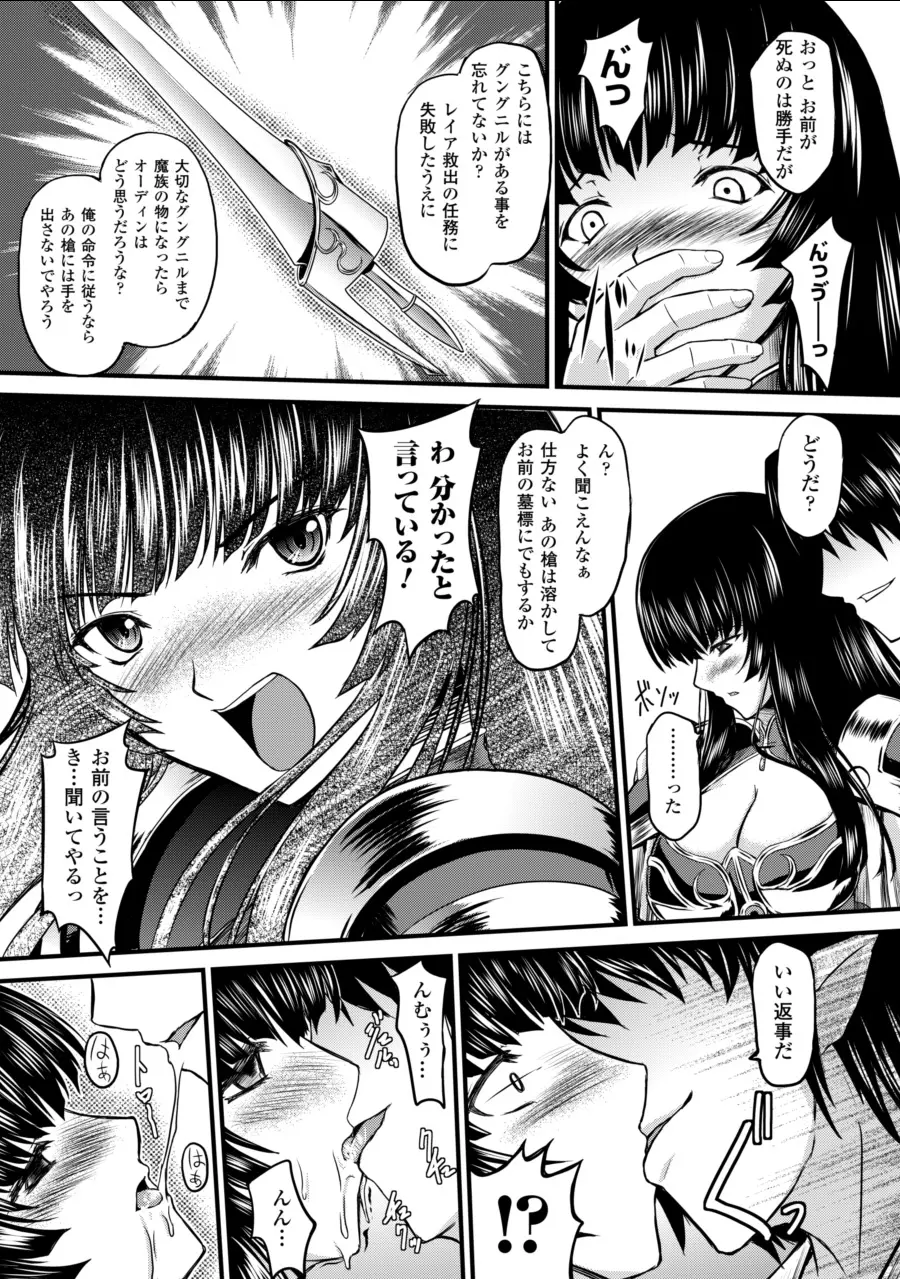 おっと お前が
死ぬのは勝手だが
んﾞっ
んﾞっヴ――っ
こちらには
グングニルがある事を
忘れてないか?
レイア救出の任務に
失敗したうえに
大切なグングニルまで
魔族の物になったら
オーディンは
どう思うだろうな?
俺の命令に従うなら
あの槍には手を
出さないでやろう
どうだ?
ボソッ
………った
ん?
よく聞こえんなぁ
仕方ない あの槍は溶かして
お前の墓標にでもするか
わ 分かったと
言っている!
お前の言うことを…
き…聞いてやるっ
いい返事だ
!?
んむぅぅ…
ぐね
ぐね
んん…
はぁ
はぁ